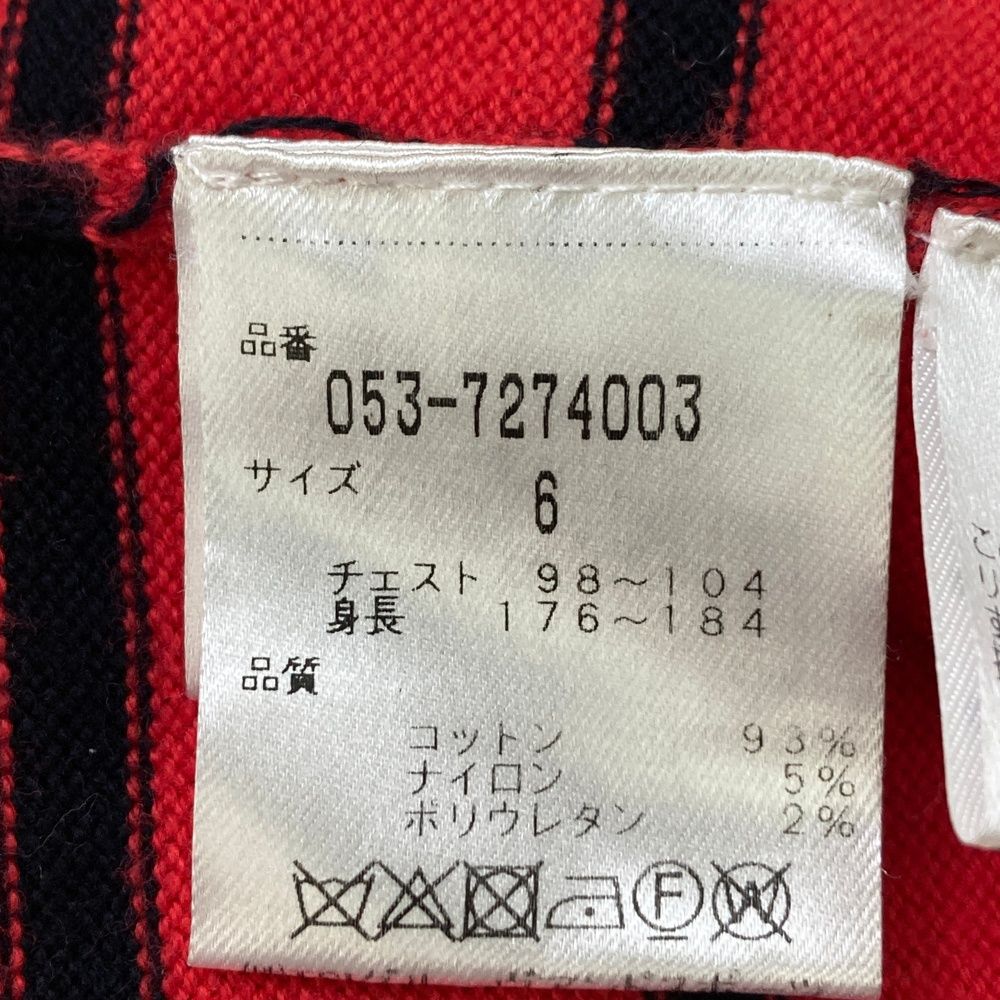 品番
053-7274003
サイズ
6
チェスト 98～104
身長 176～184
品質
コットン 93%
ナイロン 5%
ポリウレタン 2%
F
W